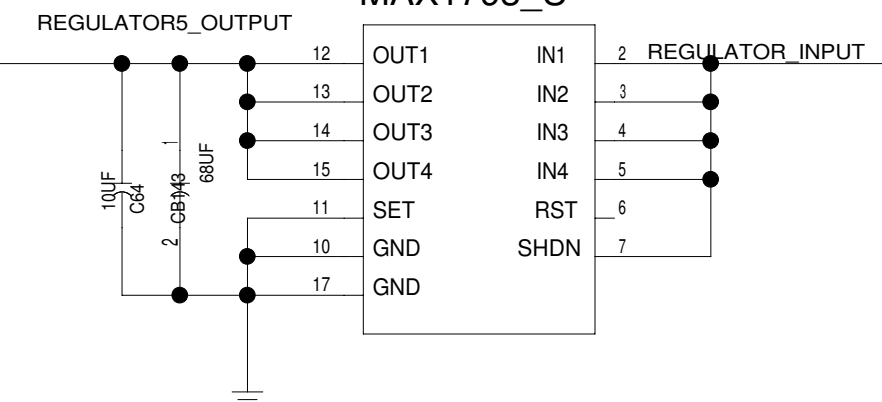 REGULATOR5_OUTPUT
12 OUT1 IN1 2 REGULATOR_INPUT
13 OUT2 IN2 3
14 OUT3 IN3 4
15 OUT4 IN4 5
11 SET RST 6
10 GND SHDN 7
17 GND
10UF
C64
1
CB143
2
68UF